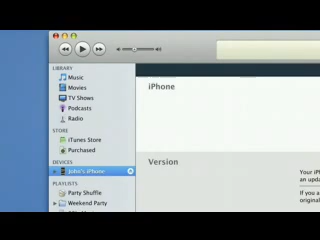 LIBRARY
Music
Movies
TV Shows
Podcasts
Radio
STORE
iTunes Store
Purchased
DEVICES
John's iPhone
PLAYLISTS
Party Shuffle
Weekend Party
iPhone
Version
Your iP
an upda
If you a
original